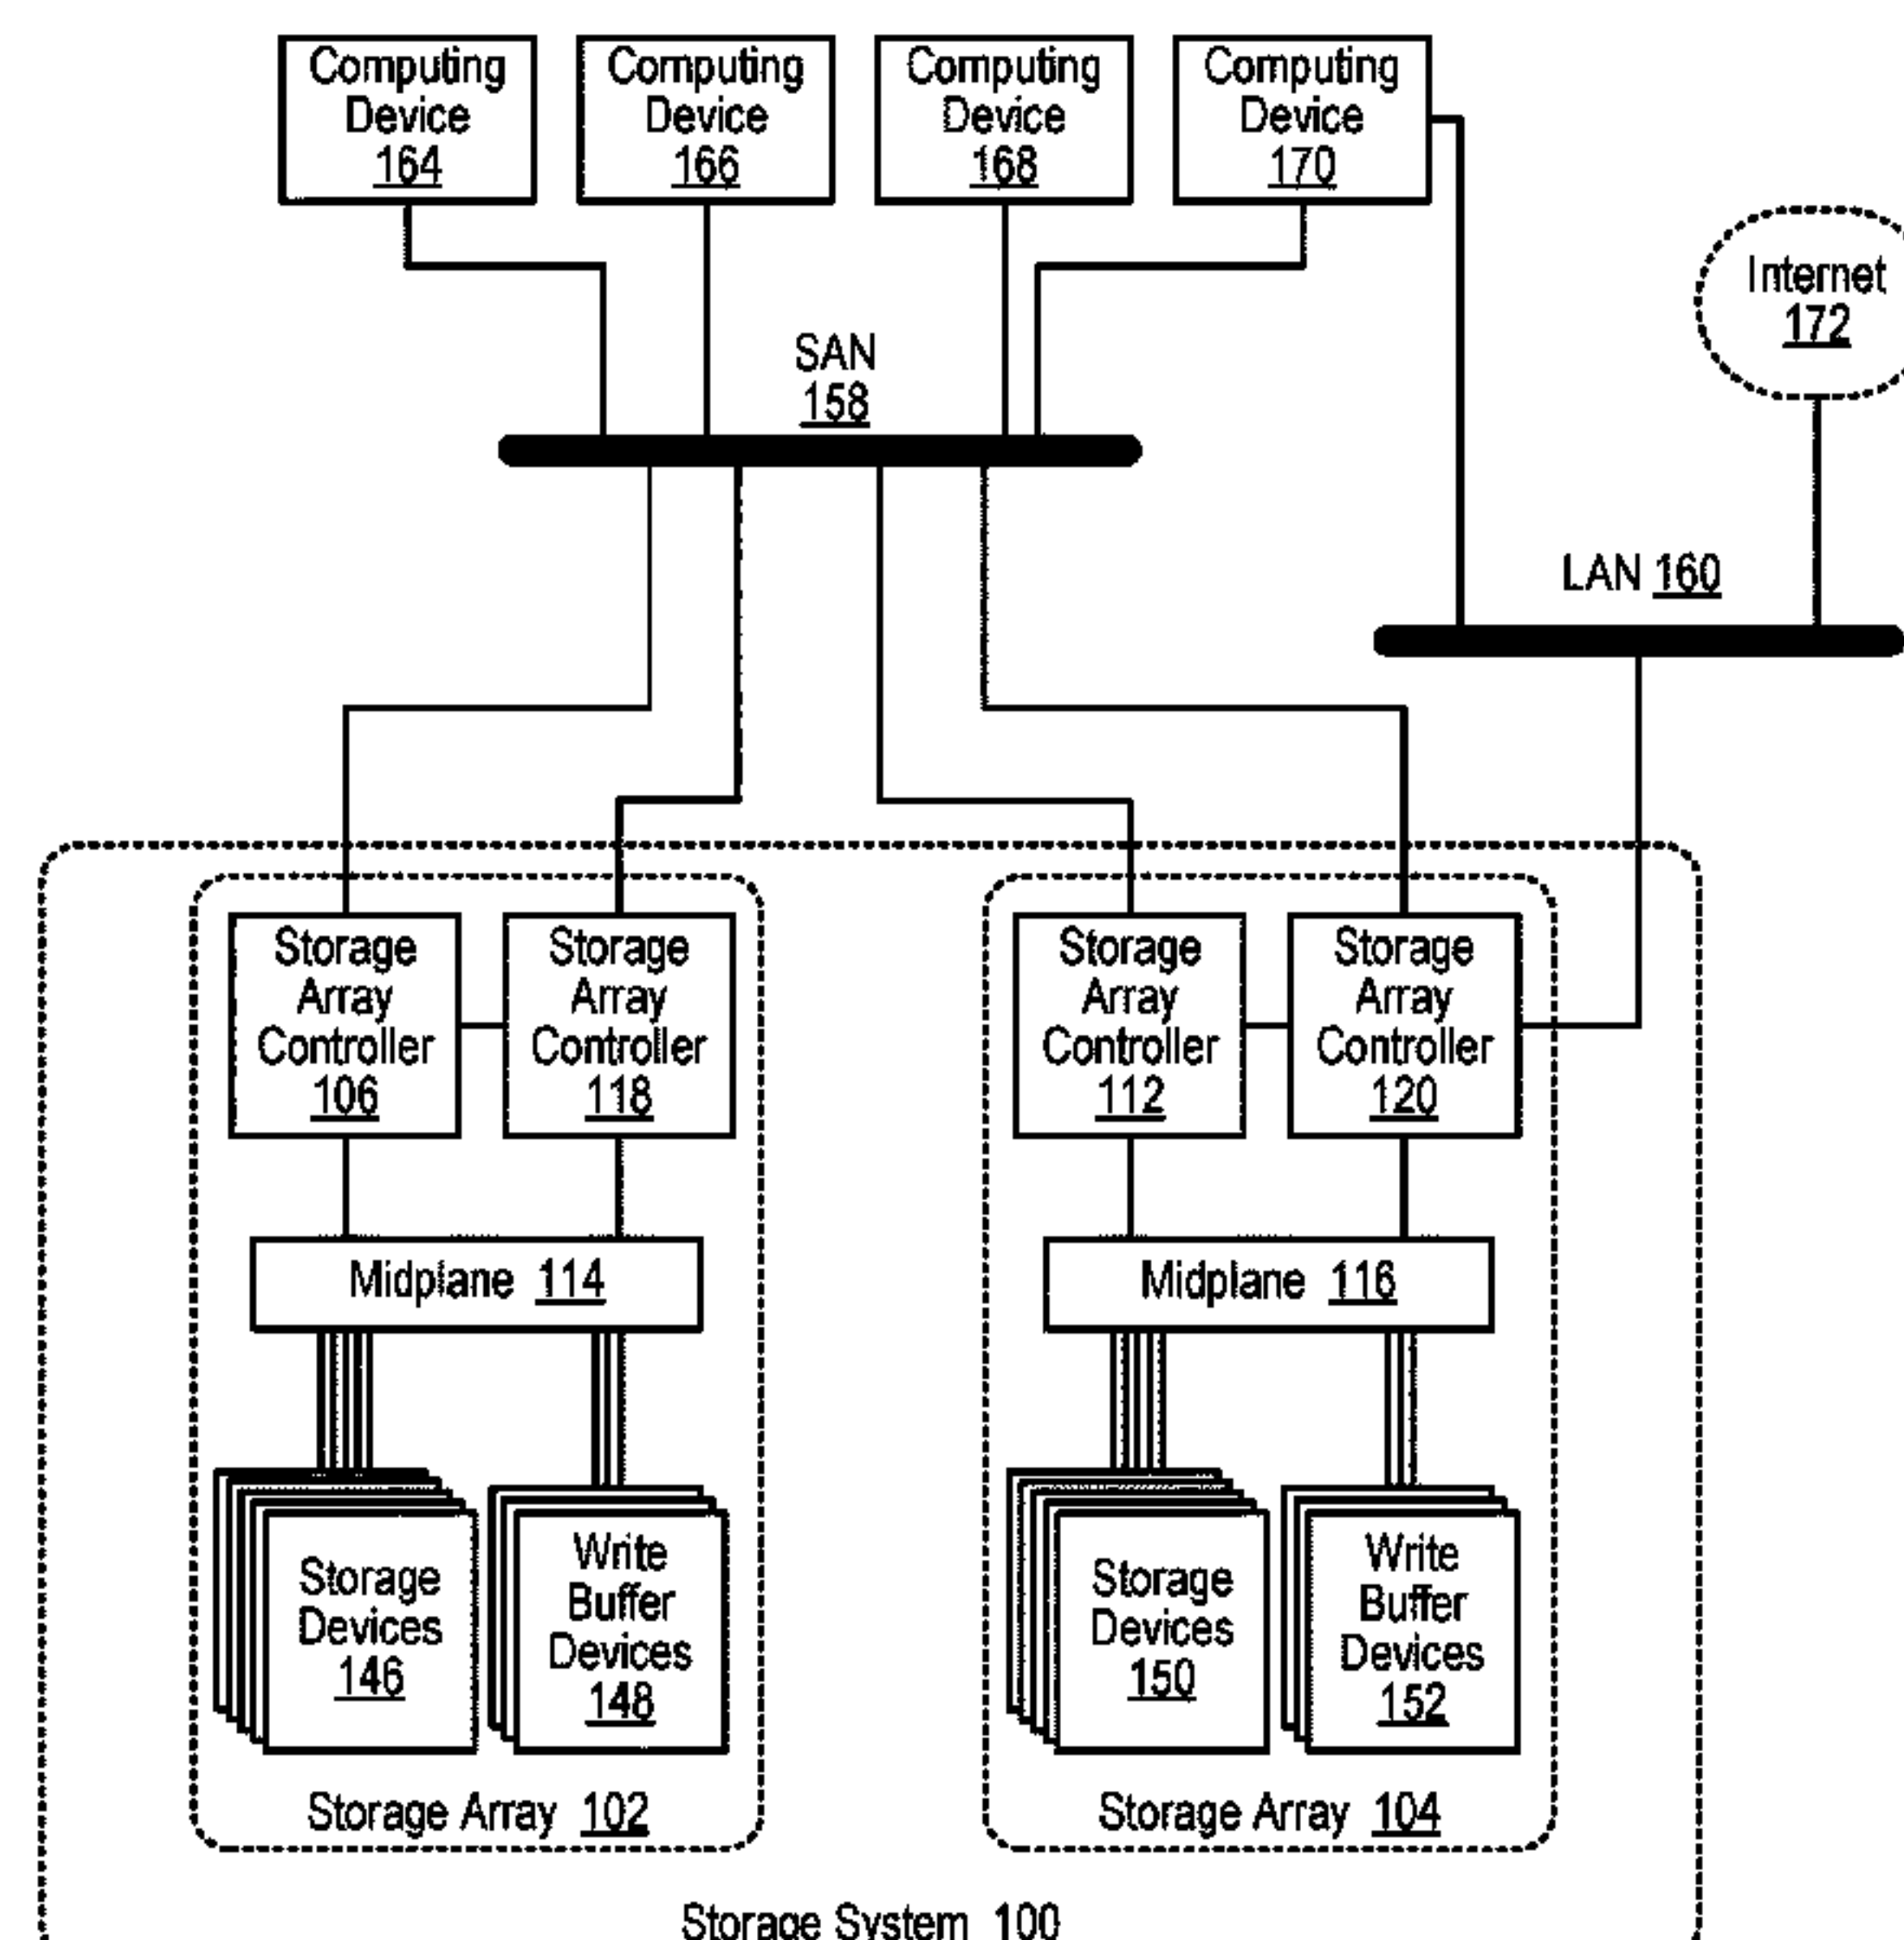 Computing
Device
164
Computing
Device
166
Computing
Device
168
Computing
Device
170
Internet
172
SAN
158
LAN 160
Storage
Array
Controller
106
Storage
Array
Controller
118
Storage
Array
Controller
112
Storage
Array
Controller
120
Midplane 114
Midplane 116
Storage
Devices
146
Write
Buffer
Devices
148
Storage
Devices
150
Write
Buffer
Devices
152
Storage Array 102
Storage Array 104
Storage System 100